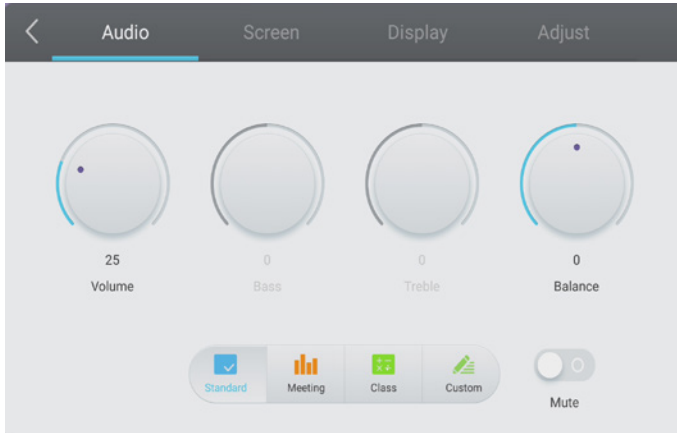 Audio Screen Display Adjust
25 0 0 0
Volume Bass Treble Balance
Standard Meeting Class Custom
Mute